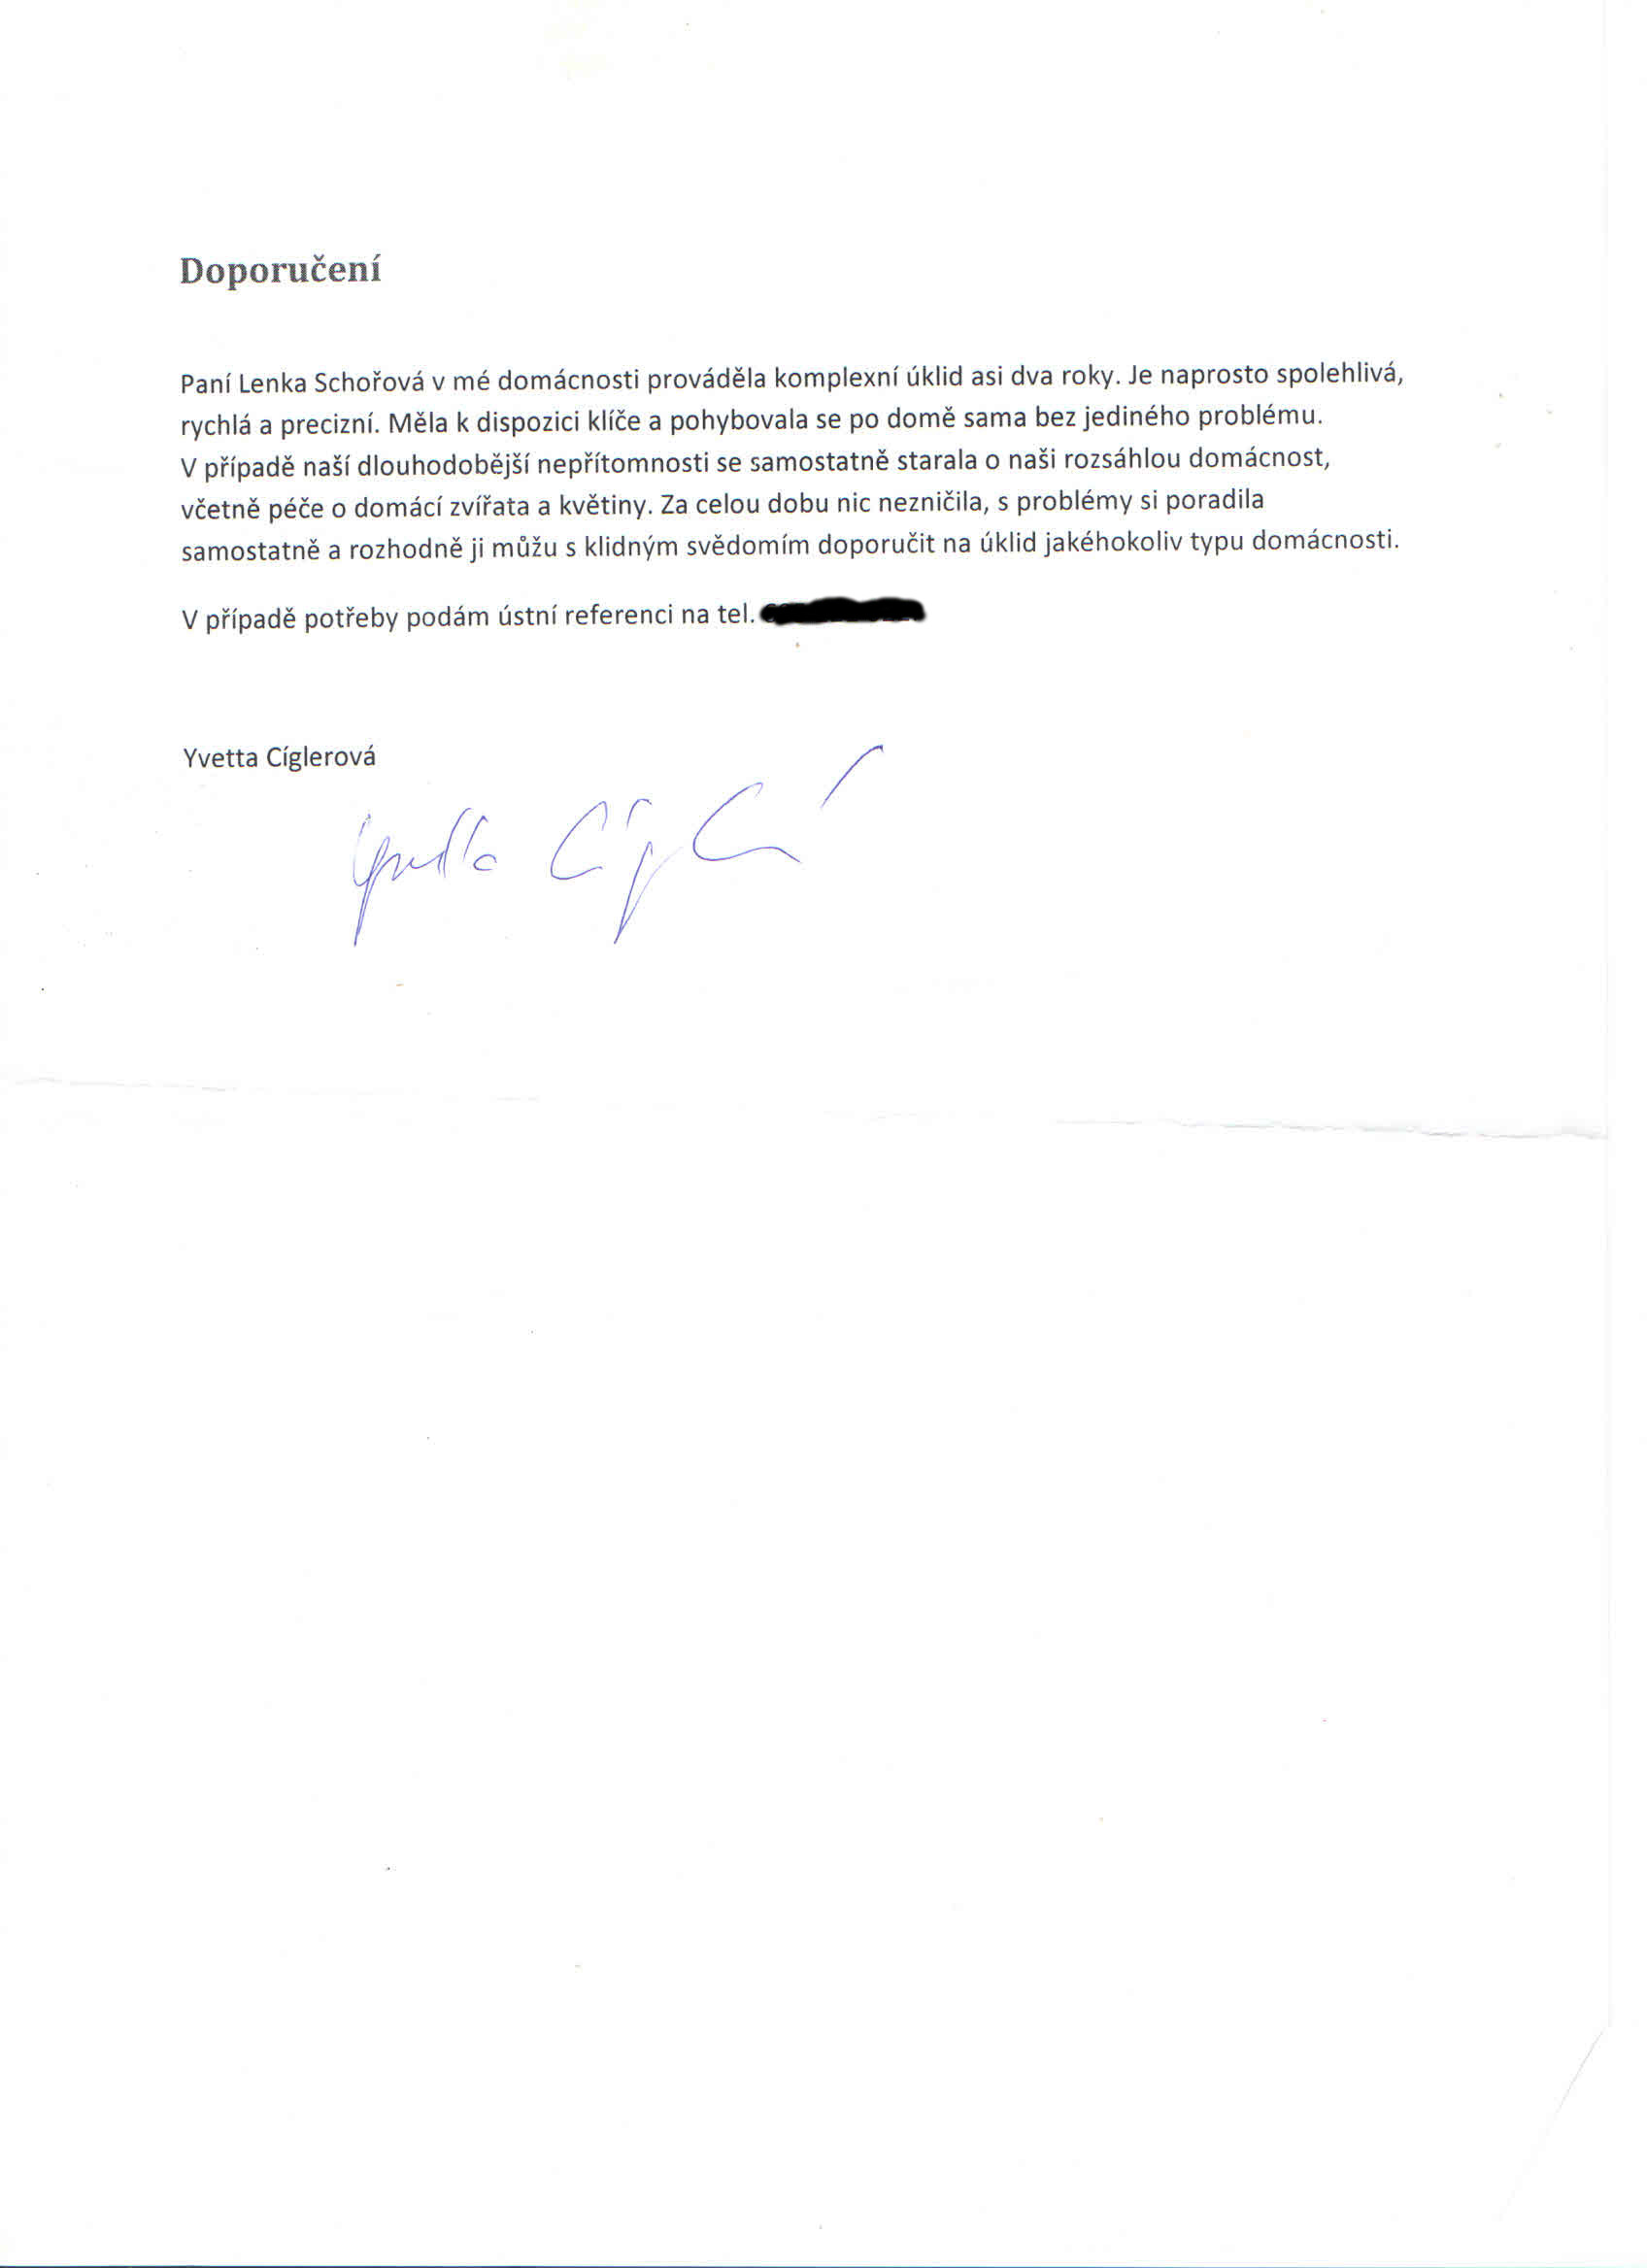 Doporučení
Paní Lenka Schořová v mé domácnosti prováděla komplexní úklid asi dva roky. Je naprosto spolehlivá,
rychlá a precizní. Měla k dispozici klíče a pohybovala se po domě sama bez jediného problému.
V případě naší dlouhodobější nepřítomnosti se samostatně starala o naši rozsáhlou domácnost,
včetně péče o domácí zvířata a květiny. Za celou dobu nic nezničila, s problémy si poradila
samostatně a rozhodně ji můžu s klidným svědomím doporučit na úklid jakéhokoliv typu domácnosti.
V případě potřeby podám ústní referenci na tel.
Yvetta Cíglerová